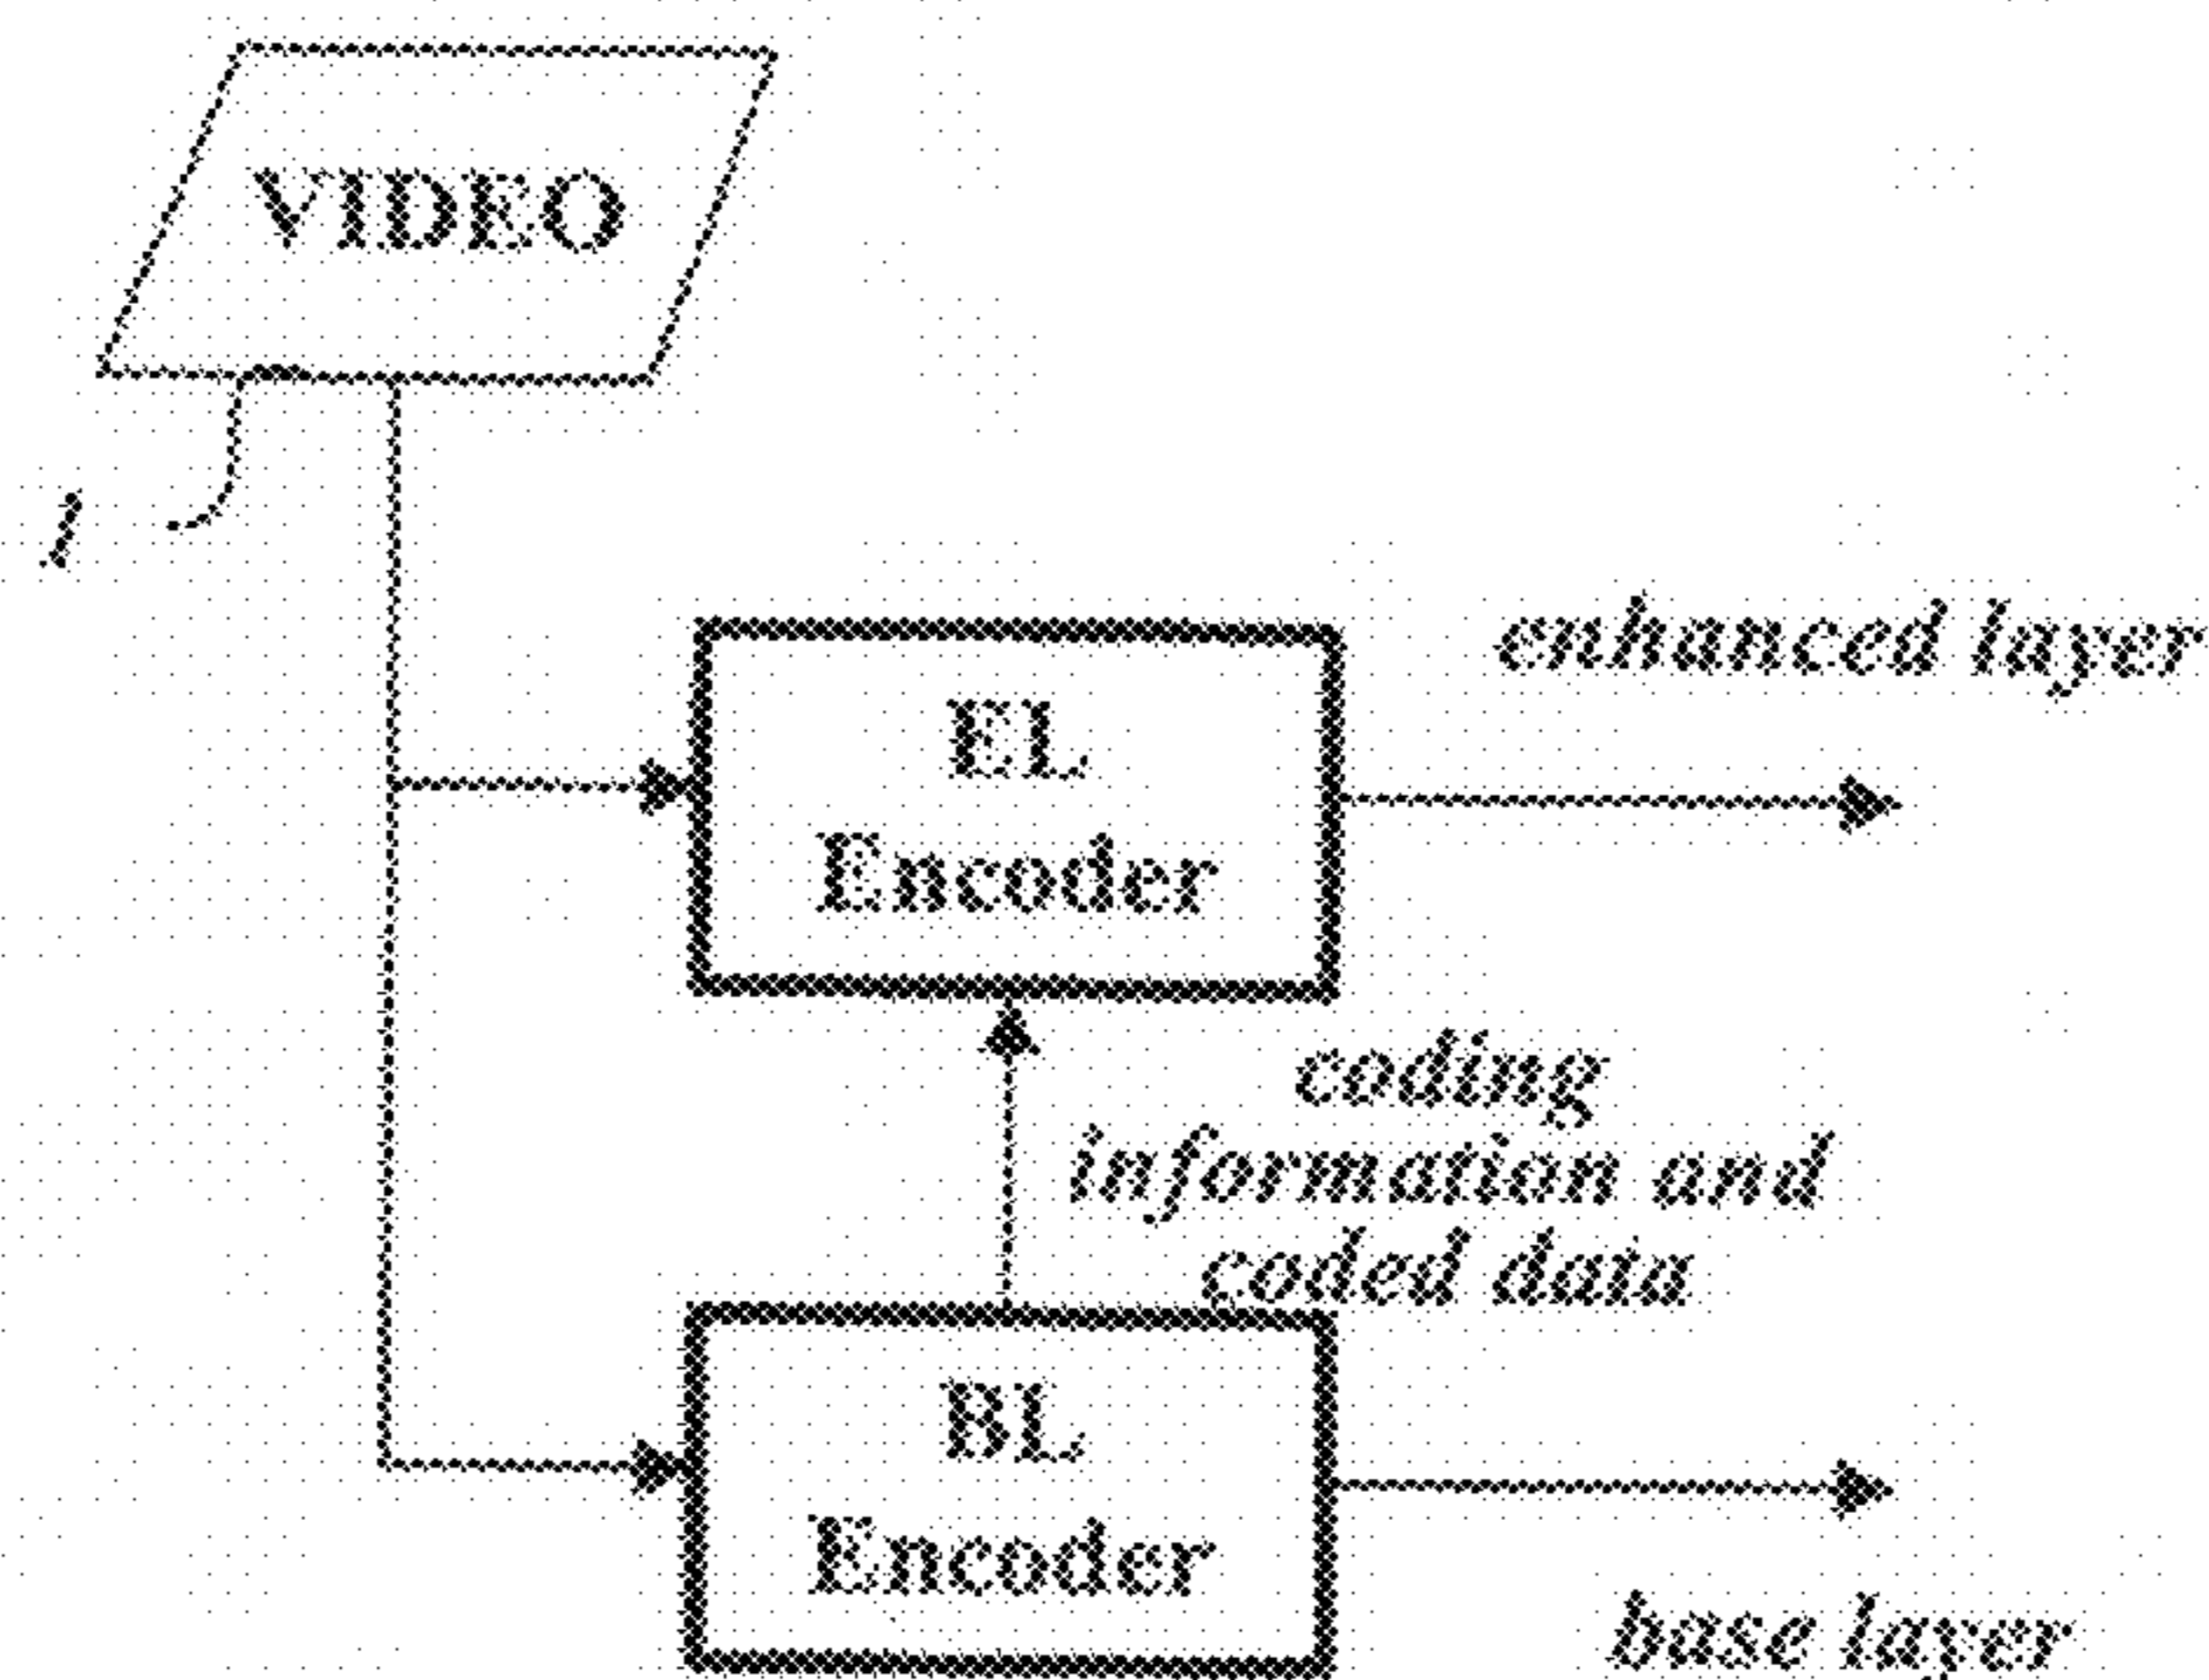 VIDEO
1
enhanced layer
EL
Encoder
coding
information and
coded data
BL
Encoder
base layer